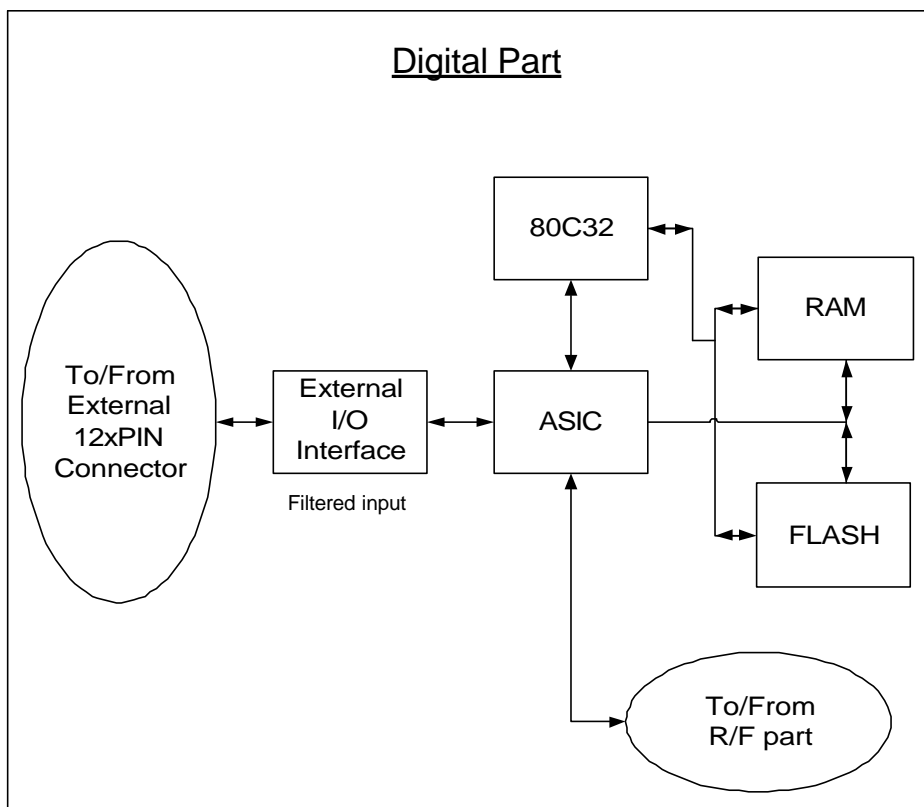 Digital Part
80C32
RAM
To/From
External
12xPIN
Connector
External
I/O
Interface
ASIC
Filtered input
FLASH
To/From
R/F part